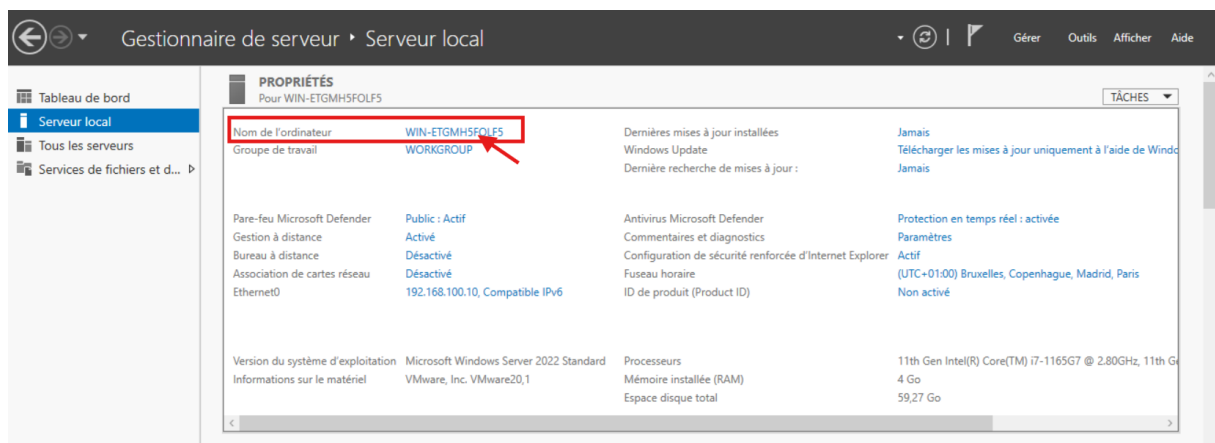 Gestionnaire de serveur ‣ Serveur local
Gérer Outils Afficher Aide
Tableau de bord
Serveur local
Tous les serveurs
Services de fichiers et d...
PROPRIÉTÉS
Pour WIN-ETGMH5FOLF5
TÂCHES
Nom de l'ordinateur WIN-ETGMH5FOLF5 Dernières mises à jour installées Jamais
Groupe de travail WORKGROUP Windows Update Télécharger les mises à jour uniquement à l'aide de Windo
Dernière recherche de mises à jour : Jamais
Pare-feu Microsoft Defender Public : Actif Antivirus Microsoft Defender Protection en temps réel : activée
Gestion à distance Activé Commentaires et diagnostics Paramètres
Bureau à distance Désactivé Configuration de sécurité renforcée d'Internet Explorer Actif
Association de cartes réseau Désactivé Fuseau horaire (UTC+01:00) Bruxelles, Copenhague, Madrid, Paris
Ethernet0 192.168.100.10, Compatible IPv6 ID de produit (Product ID) Non activé
Version du système d'exploitation Microsoft Windows Server 2022 Standard Processeurs 11th Gen Intel(R) Core(TM) i7-1165G7 @ 2.80GHz, 11th Ge
Informations sur le matériel VMware, Inc. VMware20,1 Mémoire installée (RAM) 4 Go
Espace disque total 59,27 Go